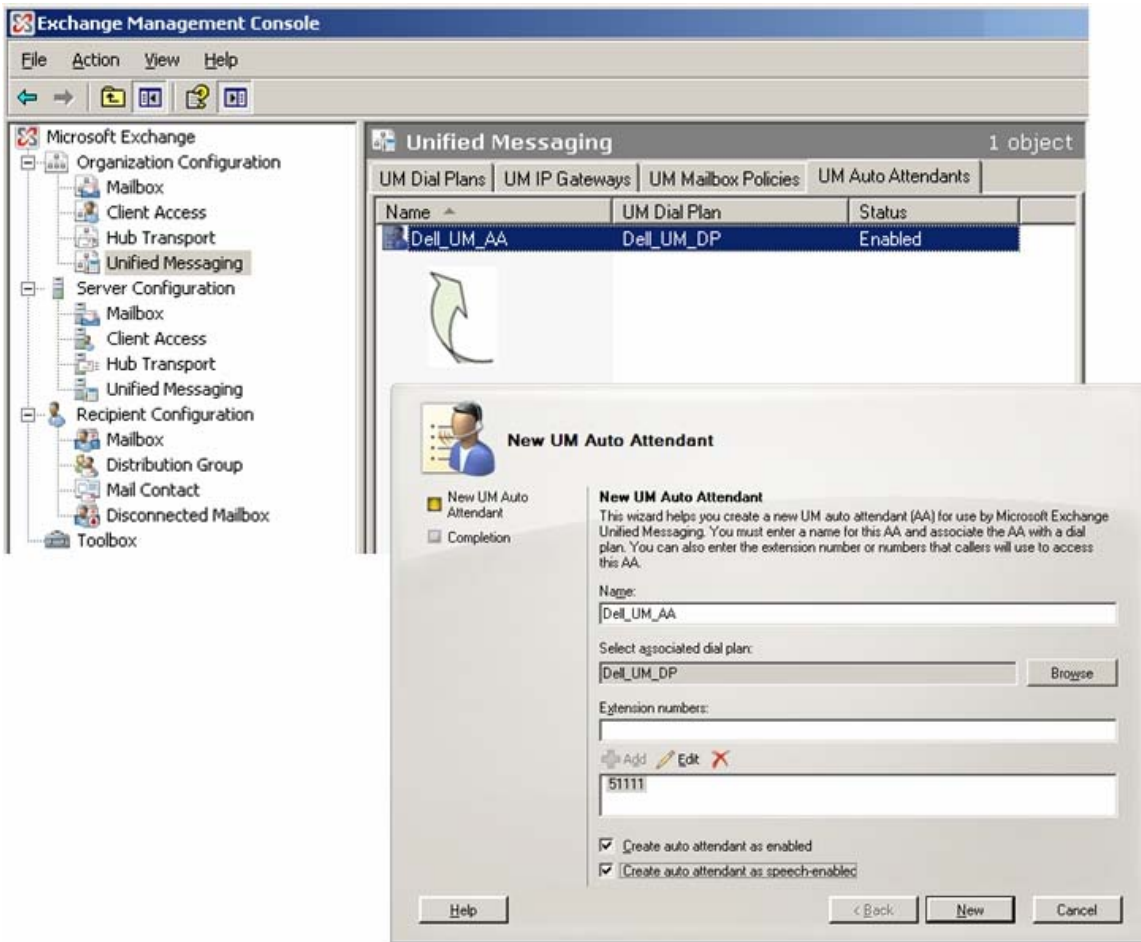 Exchange Management Console
File Action View Help
Microsoft Exchange
Organization Configuration
Mailbox
Client Access
Hub Transport
Unified Messaging
Server Configuration
Mailbox
Client Access
Hub Transport
Unified Messaging
Recipient Configuration
Mailbox
Distribution Group
Mail Contact
Disconnected Mailbox
Toolbox
Unified Messaging 1 object
UM Dial Plans UM IP Gateways UM Mailbox Policies UM Auto Attendants
Name UM Dial Plan Status
Dell_UM_AA Dell_UM_DP Enabled
New UM Auto Attendant
New UM Auto
Attendant
Completion
New UM Auto Attendant
This wizard helps you create a new UM auto attendant (AA) for use by Microsoft Exchange
Unified Messaging. You must enter a name for this AA and associate the AA with a dial
plan. You can also enter the extension number or numbers that callers will use to access
this AA.
Name:
Dell_UM_AA
Select associated dial plan:
Dell_UM_DP Browse
Extension numbers:
Add Edit
51111
Create auto attendant as enabled
Create auto attendant as speech-enabled
Help < Back New Cancel